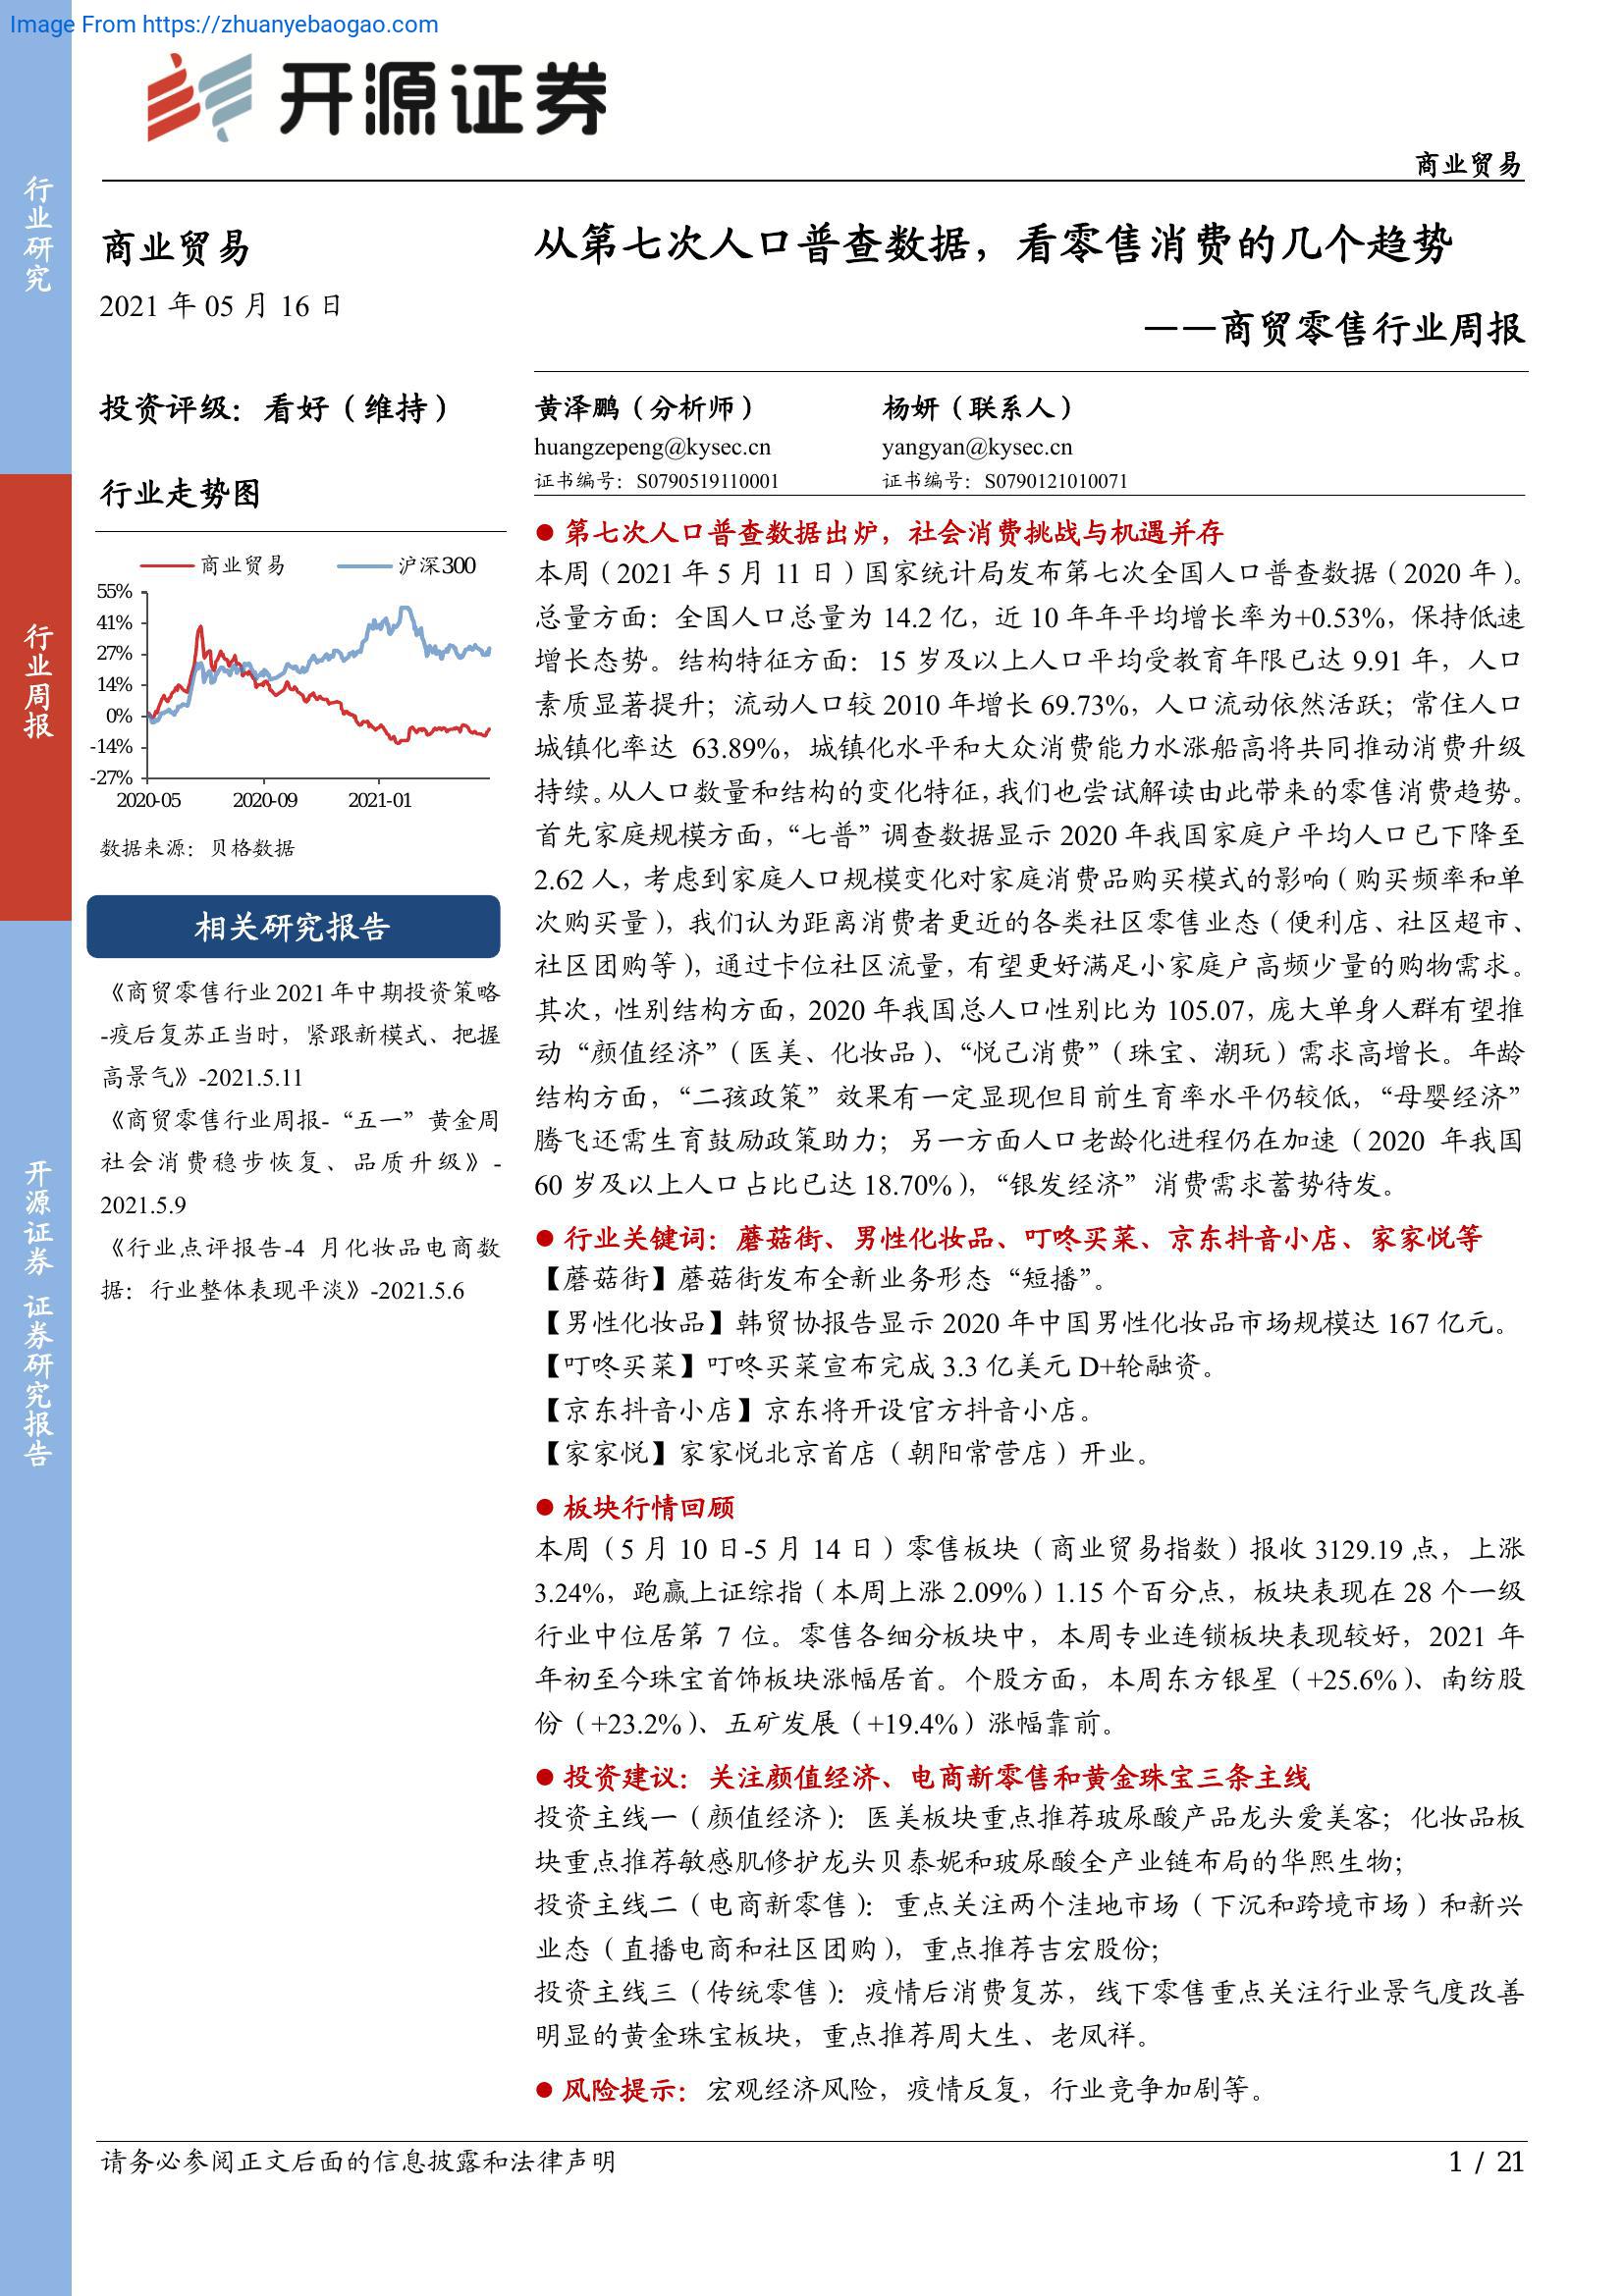 Image From https://zhuanyebaogao.com
开源证券
商业贸易
行业研究
行业周报
开源证券 证券研究报告
商业贸易
2021 年 05 月 16 日
投资评级：看好（维持）
行业走势图
商业贸易 沪深300
55%
41%
27%
14%
0%
-14%
-27%
2020-05 2020-09 2021-01
数据来源：贝格数据
相关研究报告
《商贸零售行业 2021 年中期投资策略
-疫后复苏正当时，紧跟新模式、把握
高景气》-2021.5.11
《商贸零售行业周报-“五一”黄金周
社会消费稳步恢复、品质升级》-
2021.5.9
《行业点评报告-4 月化妆品电商数
据：行业整体表现平淡》-2021.5.6
从第七次人口普查数据，看零售消费的几个趋势
——商贸零售行业周报
黄泽鹏（分析师） 杨妍（联系人）
huangzepeng@kysec.cn yangyan@kysec.cn
证书编号：S0790519110001 证书编号：S0790121010071
● 第七次人口普查数据出炉，社会消费挑战与机遇并存
本周（2021 年 5 月 11 日）国家统计局发布第七次全国人口普查数据（2020 年）。
总量方面：全国人口总量为 14.2 亿，近 10 年年平均增长率为+0.53%，保持低速
增长态势。结构特征方面：15 岁及以上人口平均受教育年限已达 9.91 年，人口
素质显著提升；流动人口较 2010 年增长 69.73%，人口流动依然活跃；常住人口
城镇化率达 63.89%，城镇化水平和大众消费能力水涨船高将共同推动消费升级
持续。从人口数量和结构的变化特征，我们也尝试解读由此带来的零售消费趋势。
首先家庭规模方面，“七普”调查数据显示 2020 年我国家庭户平均人口已下降至
2.62 人，考虑到家庭人口规模变化对家庭消费品购买模式的影响（购买频率和单
次购买量），我们认为距离消费者更近的各类社区零售业态（便利店、社区超市、
社区团购等），通过卡位社区流量，有望更好满足小家庭户高频少量的购物需求。
其次，性别结构方面，2020 年我国总人口性别比为 105.07，庞大单身人群有望推
动“颜值经济”（医美、化妆品）、“悦己消费”（珠宝、潮玩）需求高增长。年龄
结构方面，“二孩政策”效果有一定显现但目前生育率水平仍较低，“母婴经济”
腾飞还需生育鼓励政策助力；另一方面人口老龄化进程仍在加速（2020 年我国
60 岁及以上人口占比已达 18.70%），“银发经济”消费需求蓄势待发。
● 行业关键词：蘑菇街、男性化妆品、叮咚买菜、京东抖音小店、家家悦等
【蘑菇街】蘑菇街发布全新业务形态“短播”。
【男性化妆品】韩贸协报告显示 2020 年中国男性化妆品市场规模达 167 亿元。
【叮咚买菜】叮咚买菜宣布完成 3.3 亿美元 D+轮融资。
【京东抖音小店】京东将开设官方抖音小店。
【家家悦】家家悦北京首店（朝阳常营店）开业。
● 板块行情回顾
本周（5 月 10 日-5 月 14 日）零售板块（商业贸易指数）报收 3129.19 点，上涨
3.24%，跑赢上证综指（本周上涨 2.09%）1.15 个百分点，板块表现在 28 个一级
行业中位居第 7 位。零售各细分板块中，本周专业连锁板块表现较好，2021 年
年初至今珠宝首饰板块涨幅居首。个股方面，本周东方银星（+25.6%）、南纺股
份（+23.2%）、五矿发展（+19.4%）涨幅靠前。
● 投资建议：关注颜值经济、电商新零售和黄金珠宝三条主线
投资主线一（颜值经济）：医美板块重点推荐玻尿酸产品龙头爱美客；化妆品板
块重点推荐敏感肌修护龙头贝泰妮和玻尿酸全产业链布局的华熙生物；
投资主线二（电商新零售）：重点关注两个洼地市场（下沉和跨境市场）和新兴
业态（直播电商和社区团购），重点推荐吉宏股份；
投资主线三（传统零售）：疫情后消费复苏，线下零售重点关注行业景气度改善
明显的黄金珠宝板块，重点推荐周大生、老凤祥。
● 风险提示：宏观经济风险，疫情反复，行业竞争加剧等。
请务必参阅正文后面的信息披露和法律声明
1 / 21